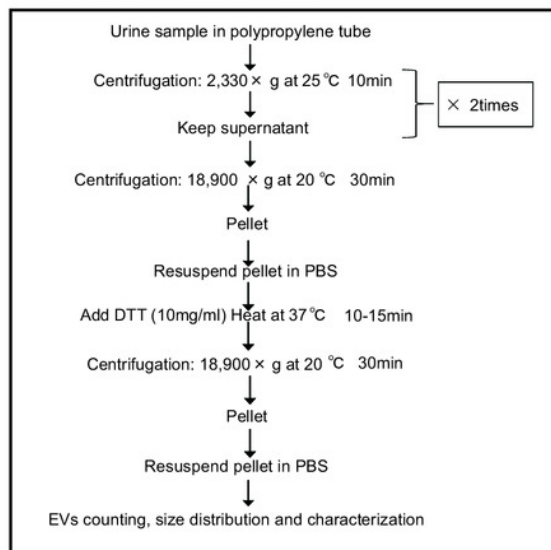 Urine sample in polypropylene tube
Centrifugation: 2,330 × g at 25 ℃ 10min
× 2times
Keep supernatant
Centrifugation: 18,900 × g at 20 ℃ 30min
Pellet
Resuspend pellet in PBS
Add DTT (10mg/ml) Heat at 37℃ 10-15min
Centrifugation: 18,900 × g at 20 ℃ 30min
Pellet
Resuspend pellet in PBS
EVs counting, size distribution and characterization